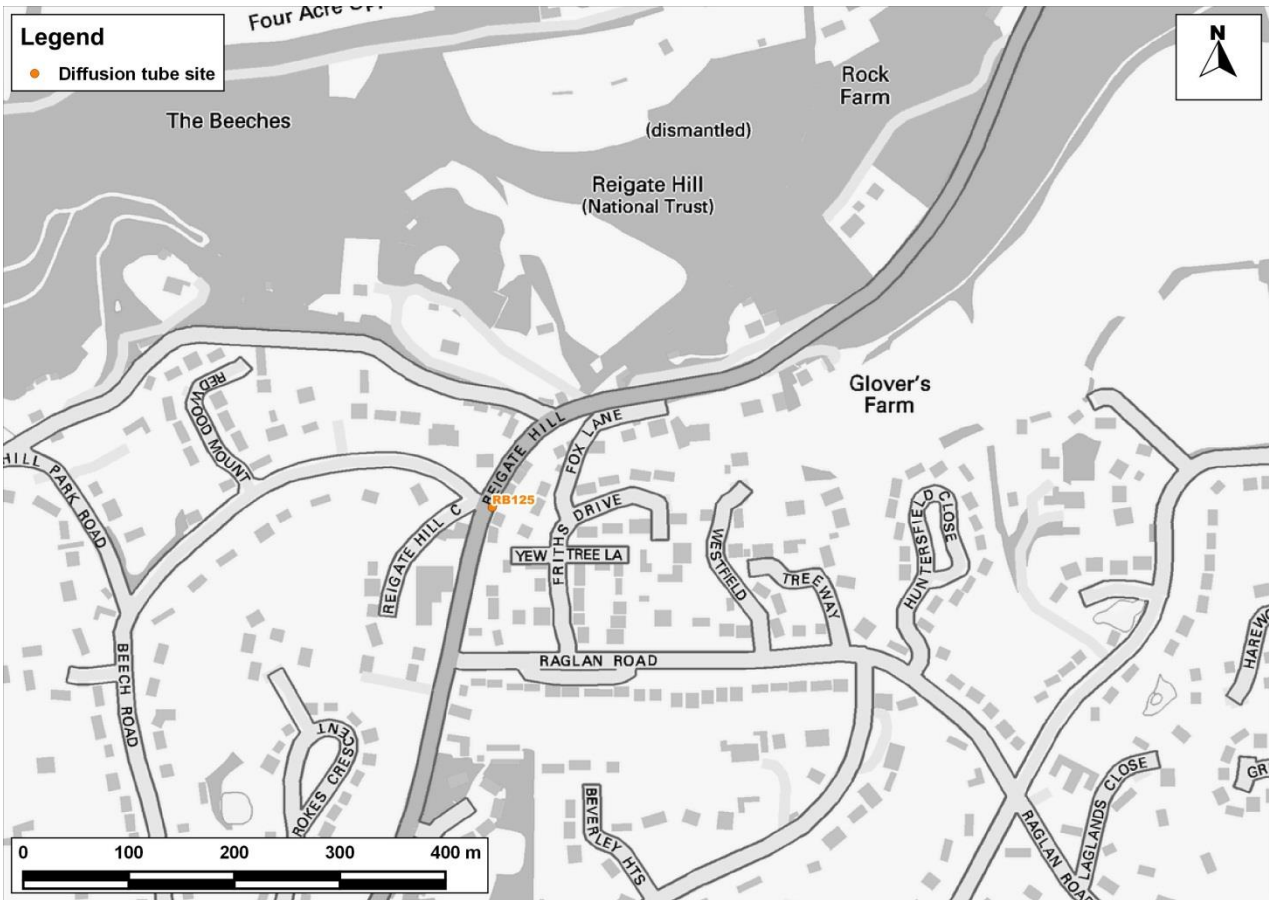 Four Acre
Legend
Diffusion tube site
N
Rock
Farm
The Beeches
(dismantled)
Reigate Hill
(National Trust)
Glover's
Farm
REDWOOD MOUNT
REIGATE HILL
FOX LANE
HILL PARK ROAD
RB125
REIGATE HILL C
FRITHS DRIVE
YEW TREE LA
WESTFIELD
TREEWAY
HUNTERSFIELD CLOSE
RAGLAN ROAD
BEECH ROAD
ROKES CRESCENT
BEVERLEY HTS
LAGLANDS CLOSE
RAGLAN ROAD
HAREWO
GR
0 100 200 300 400 m